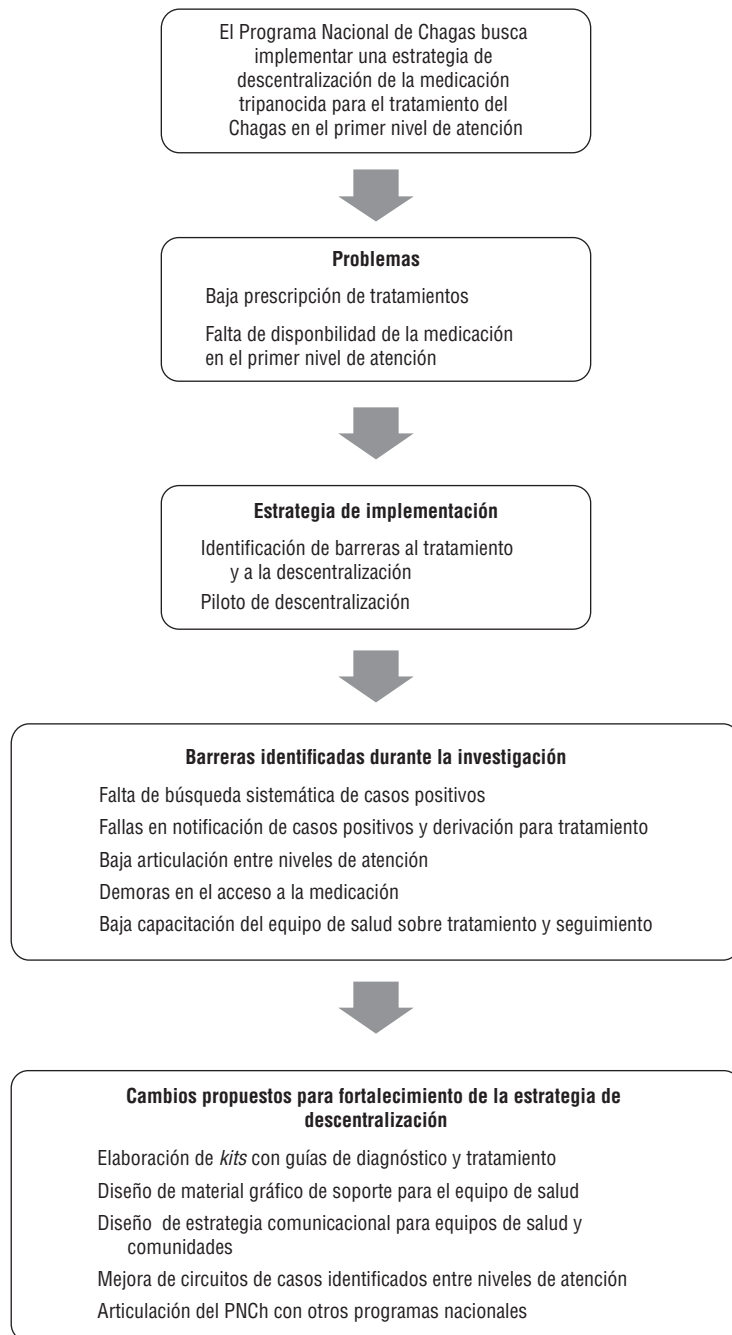 El Programa Nacional de Chagas busca
implementar una estrategia de
descentralización de la medicación
tripanocida para el tratamiento del
Chagas en el primer nivel de atención
Problemas
Baja prescripción de tratamientos
Falta de disponbilidad de la medicación
en el primer nivel de atención
Estrategia de implementación
Identificación de barreras al tratamiento
y a la descentralización
Piloto de descentralización
Barreras identificadas durante la investigación
Falta de búsqueda sistemática de casos positivos
Fallas en notificación de casos positivos y derivación para tratamiento
Baja articulación entre niveles de atención
Demoras en el acceso a la medicación
Baja capacitación del equipo de salud sobre tratamiento y seguimiento
Cambios propuestos para fortalecimiento de la estrategia de
descentralización
Elaboración de kits con guías de diagnóstico y tratamiento
Diseño de material gráfico de soporte para el equipo de salud
Diseño de estrategia comunicacional para equipos de salud y
comunidades
Mejora de circuitos de casos identificados entre niveles de atención
Articulación del PNCh con otros programas nacionales